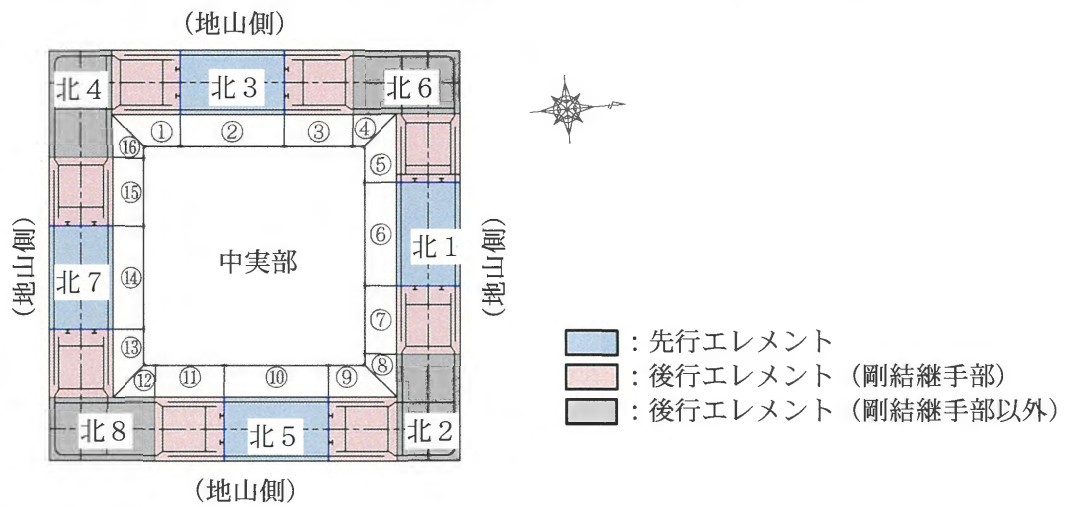 (地山側)
北4
北3
北6
①
②
③
④
⑯
⑤
⑮
(地山側)
⑥
北1
(地山側)
中実部
北7
⑭
⑦
⑬
⑧
⑫
⑪
⑩
⑨
北8
北5
北2
(地山側)
：先行エレメント
：後行エレメント（剛結継手部）
：後行エレメント（剛結継手部以外）